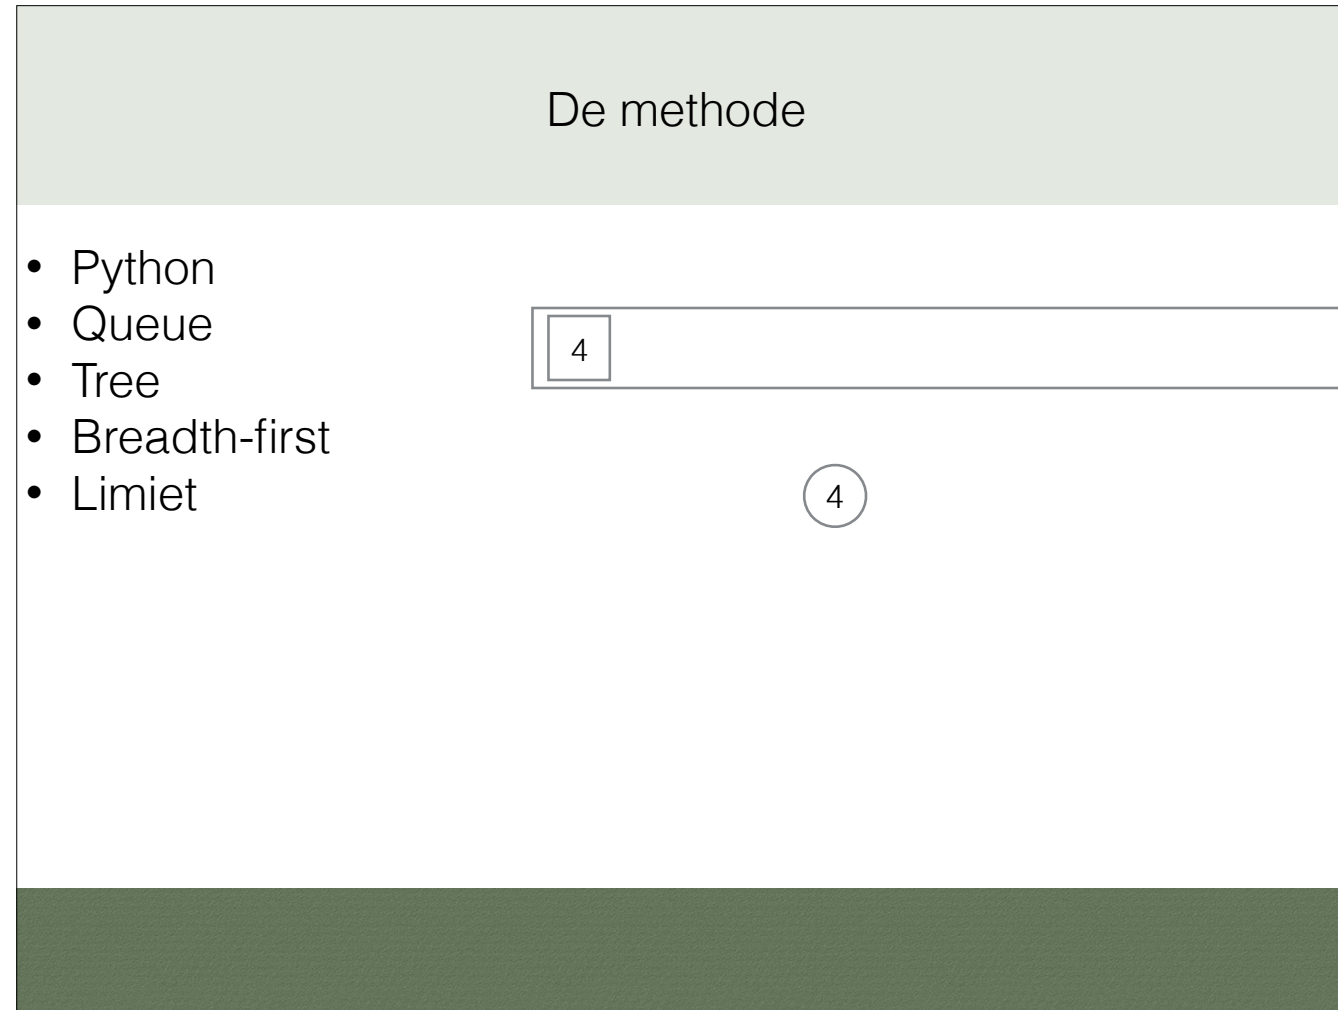 De methode
• Python
• Queue
• Tree
• Breadth-first
• Limiet
4
4